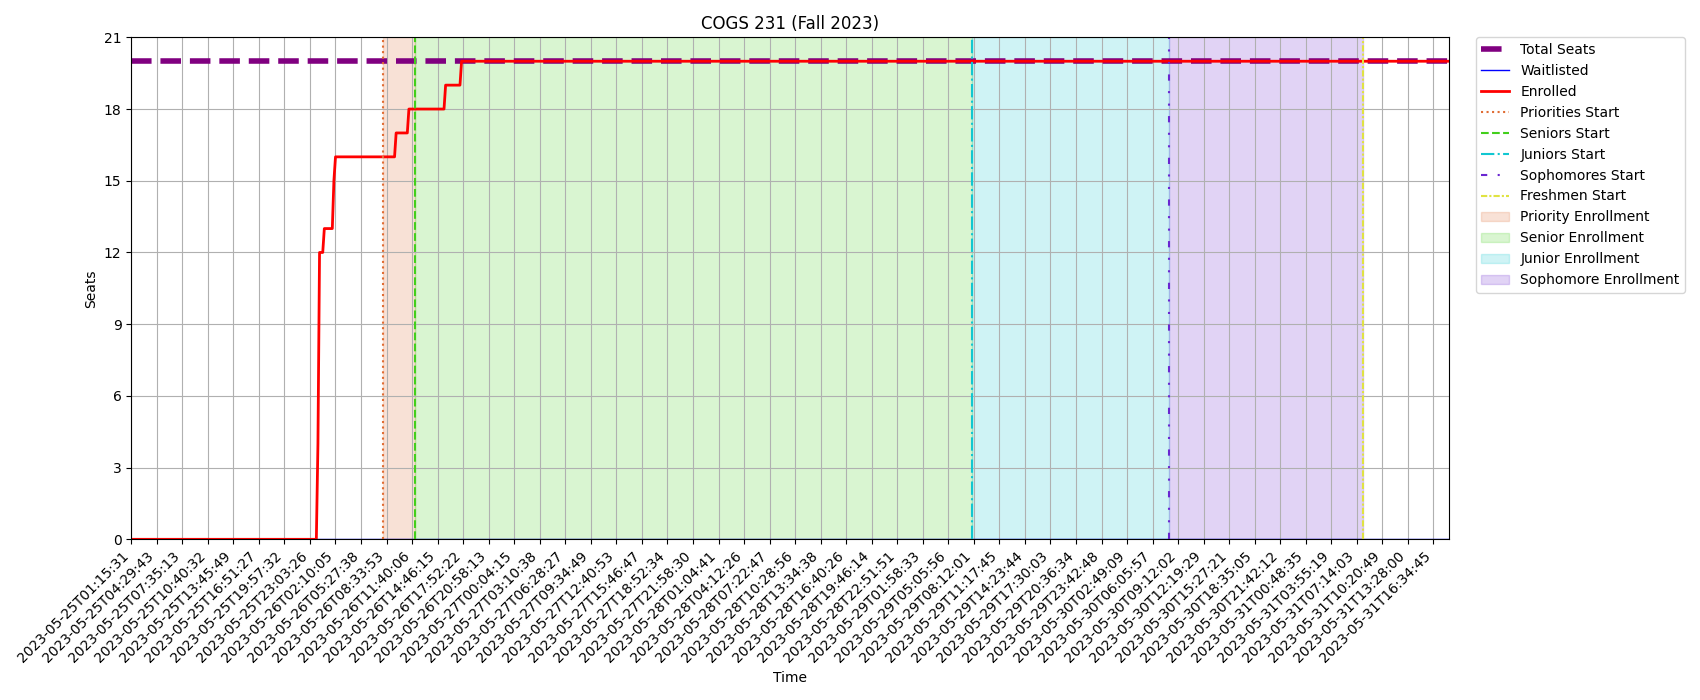 COGS 231 (Fall 2023)
21
18
15
12
9
6
3
0
Seats
2023-05-25T01:15:31
2023-05-25T04:29:43
2023-05-25T07:35:13
2023-05-25T10:40:32
2023-05-25T13:45:49
2023-05-25T16:51:27
2023-05-25T19:57:32
2023-05-25T23:03:26
2023-05-26T02:10:05
2023-05-26T05:27:38
2023-05-26T08:33:53
2023-05-26T11:40:06
2023-05-26T14:46:15
2023-05-26T17:52:22
2023-05-26T20:58:13
2023-05-27T00:04:15
2023-05-27T03:10:38
2023-05-27T06:28:27
2023-05-27T09:34:49
2023-05-27T12:40:53
2023-05-27T15:46:47
2023-05-27T18:52:34
2023-05-27T21:58:30
2023-05-28T01:04:41
2023-05-28T04:12:26
2023-05-28T07:22:47
2023-05-28T10:28:56
2023-05-28T13:34:38
2023-05-28T16:40:26
2023-05-28T19:46:14
2023-05-28T22:51:51
2023-05-29T01:58:33
2023-05-29T05:05:56
2023-05-29T08:12:01
2023-05-29T11:17:45
2023-05-29T14:23:44
2023-05-29T17:30:03
2023-05-29T20:36:34
2023-05-29T23:42:48
2023-05-30T02:49:09
2023-05-30T06:05:57
2023-05-30T09:12:02
2023-05-30T12:19:29
2023-05-30T15:27:21
2023-05-30T18:35:05
2023-05-30T21:42:12
2023-05-31T00:48:35
2023-05-31T03:55:19
2023-05-31T07:14:03
2023-05-31T10:20:49
2023-05-31T13:28:00
2023-05-31T16:34:45
Time
Total Seats
Waitlisted
Enrolled
Priorities Start
Seniors Start
Juniors Start
Sophomores Start
Freshmen Start
Priority Enrollment
Senior Enrollment
Junior Enrollment
Sophomore Enrollment